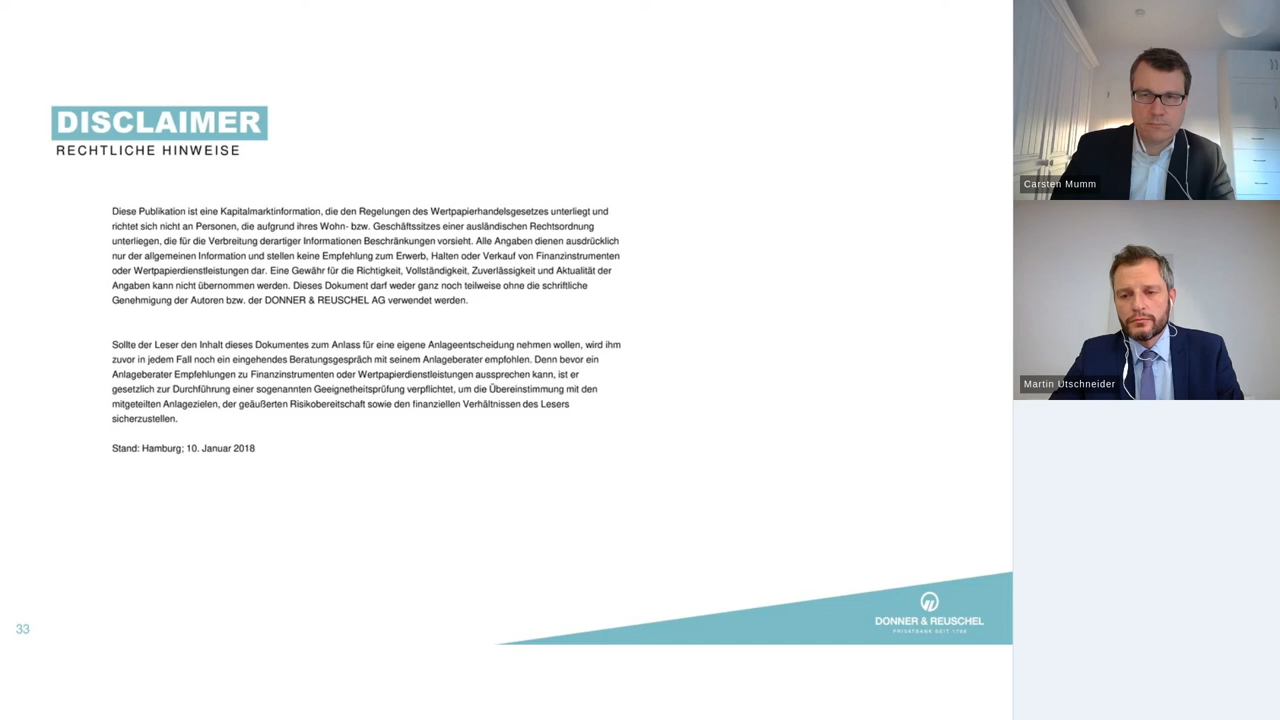 DISCLAIMER
RECHTLICHE HINWEISE
Diese Publikation ist eine Kapitalmarktinformation, die den Regelungen des Wertpapierhandelsgesetzes unterliegt und
richtet sich nicht an Personen, die aufgrund ihres Wohn- bzw. Geschäftssitzes einer ausländischen Rechtsordnung
unterliegen, die für die Verbreitung derartiger Informationen Beschränkungen vorsieht. Alle Angaben dienen ausdrücklich
nur der allgemeinen Information und stellen keine Empfehlung zum Erwerb, Halten oder Verkauf von Finanzinstrumenten
oder Wertpapierdienstleistungen dar. Eine Gewähr für die Richtigkeit, Vollständigkeit, Zuverlässigkeit und Aktualität der
Angaben kann nicht übernommen werden. Dieses Dokument darf weder ganz noch teilweise ohne die schriftliche
Genehmigung der Autoren bzw. der DONNER & REUSCHEL AG verwendet werden.
Sollte der Leser den Inhalt dieses Dokumentes zum Anlass für eine eigene Anlageentscheidung nehmen wollen, wird ihm
zuvor in jedem Fall noch ein eingehendes Beratungsgespräch mit seinem Anlageberater empfohlen. Denn bevor ein
Anlageberater Empfehlungen zu Finanzinstrumenten oder Wertpapierdienstleistungen aussprechen kann, ist er
gesetzlich zur Durchführung einer sogenannten Geeignetheitsprüfung verpflichtet, um die Übereinstimmung mit den
mitgeteilten Anlagezielen, der geäußerten Risikobereitschaft sowie den finanziellen Verhältnissen des Lesers
sicherzustellen.
Stand: Hamburg; 10. Januar 2018
33
DONNER & REUSCHEL
PRIVATBANK SEIT 1798
Carsten Mumm
Martin Utschneider